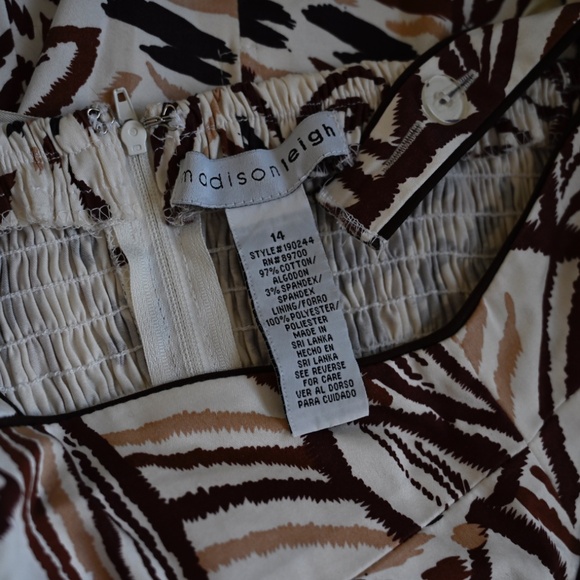 madison leigh
14
STYLE#190244
RN#89700
97% COTTON/
ALGODON
3% SPANDEX/
SPANDEX
LINING/FORRO
100% POLYESTER/
POLIESTER
MADE IN
SRI LANKA
HECHO EN
SRI LANKA
SEE REVERSE
FOR CARE
VER AL DORSO
PARA CUIDADO